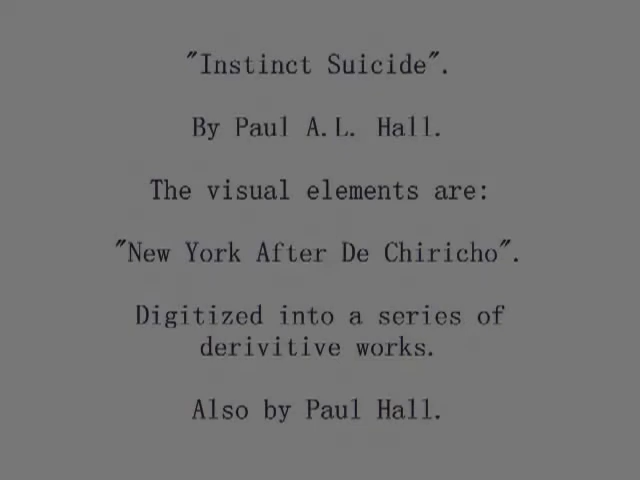 "Instinct Suicide".
By Paul A.L. Hall.
The visual elements are:
"New York After De Chiricho".
Digitized into a series of
derivitive works.
Also by Paul Hall.